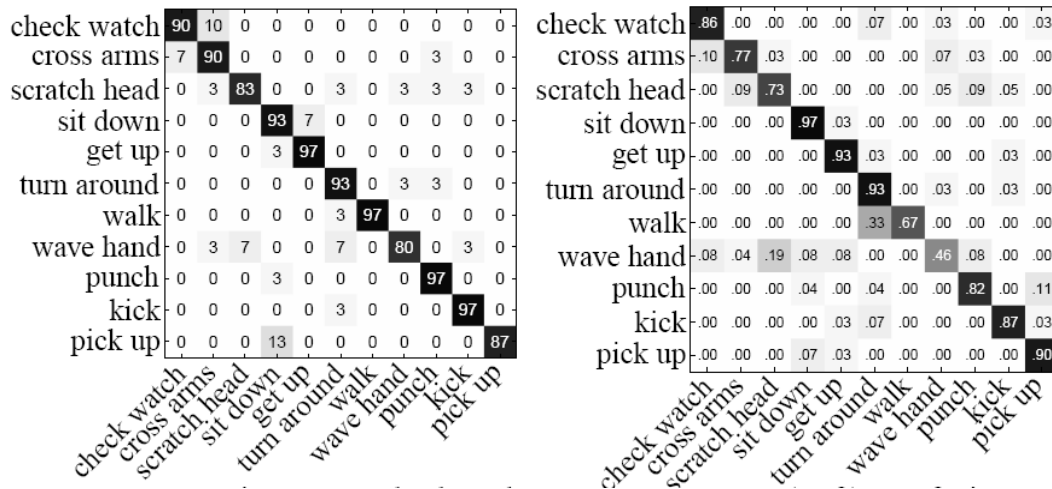 check watch 90 10 0 0 0 0 0 0 0 0 0
cross arms 7 90 0 0 0 0 0 0 3 0 0
scratch head 0 3 83 0 0 3 0 3 3 3 0
sit down 0 0 0 93 7 0 0 0 0 0 0
get up 0 0 0 3 97 0 0 0 0 0 0
turn around 0 0 0 0 0 93 0 3 3 0 0
walk 0 0 0 0 0 3 97 0 0 0 0
wave hand 0 3 7 0 0 7 0 80 0 3 0
punch 0 0 0 3 0 0 0 0 97 0 0
kick 0 0 0 0 0 3 0 0 0 97 0
pick up 0 0 0 13 0 0 0 0 0 0 87
check watch
cross arms
scratch head
sit down
get up
turn around
walk
wave hand
punch
kick
pick up
check watch .86 .00 .00 .00 .00 .07 .00 .03 .00 .00 .03
cross arms .10 .77 .03 .00 .00 .00 .00 .07 .03 .00 .00
scratch head .00 .09 .73 .00 .00 .00 .00 .05 .09 .05 .00
sit down .00 .00 .00 .97 .03 .00 .00 .00 .00 .00 .00
get up .00 .00 .00 .00 .93 .03 .00 .00 .00 .03 .00
turn around .00 .00 .00 .00 .00 .93 .00 .03 .00 .03 .00
walk .00 .00 .00 .00 .00 .33 .67 .00 .00 .00 .00
wave hand .08 .04 .19 .08 .08 .00 .00 .46 .08 .00 .00
punch .00 .00 .00 .04 .00 .04 .00 .00 .82 .00 .11
kick .00 .00 .00 .00 .03 .07 .00 .00 .00 .87 .03
pick up .00 .00 .00 .07 .03 .00 .00 .00 .00 .00 .90
check watch
cross arms
scratch head
sit down
get up
turn around
walk
wave hand
punch
kick
pick up